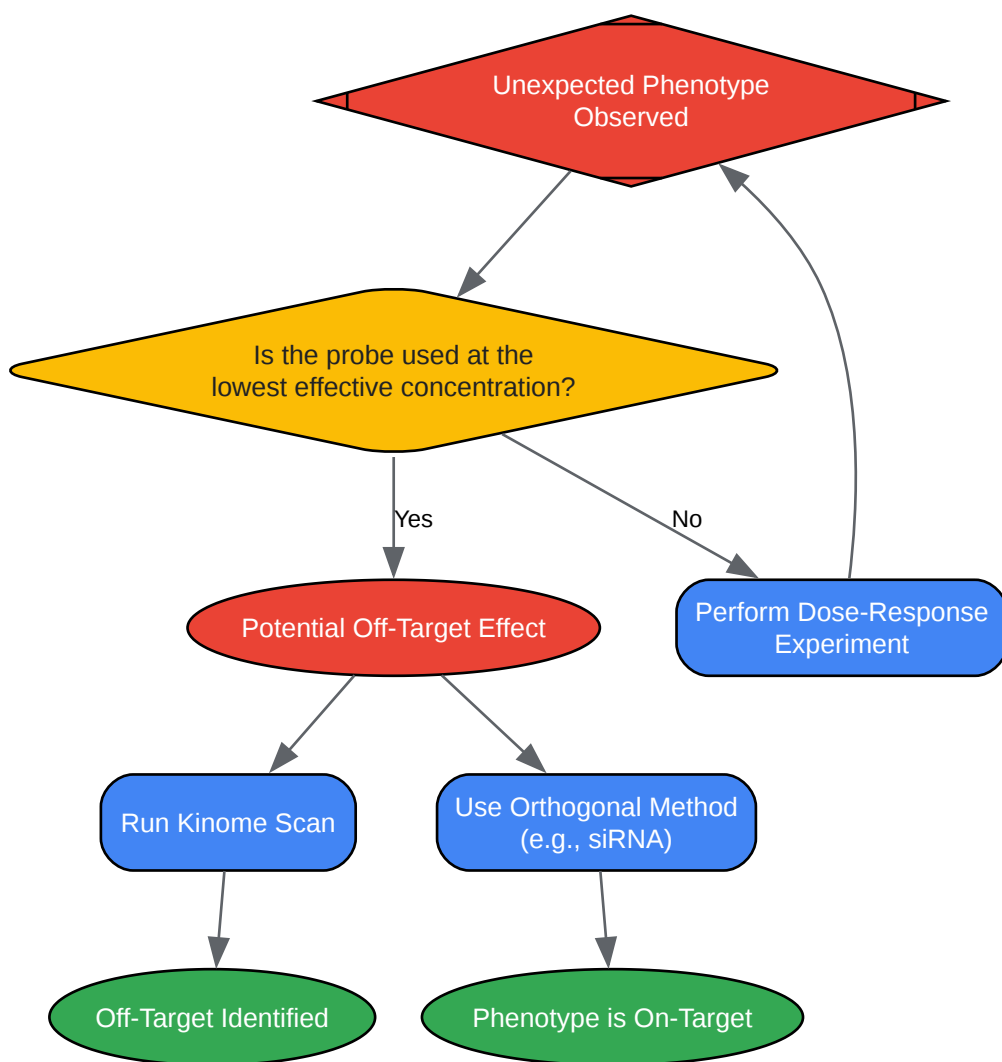 Unexpected Phenotype
Observed
Is the probe used at the
lowest effective concentration?
Yes
No
Potential Off-Target Effect
Perform Dose-Response
Experiment
Run Kinome Scan
Use Orthogonal Method
(e.g., siRNA)
Off-Target Identified
Phenotype is On-Target